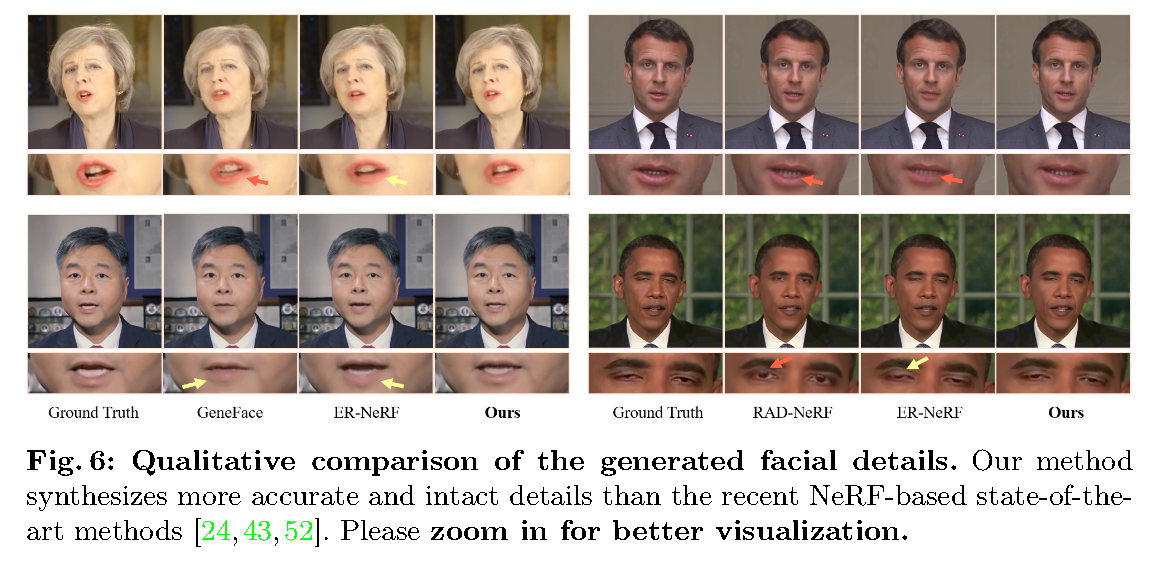 Ground Truth GeneFace ER-NeRF Ours Ground Truth RAD-NeRF ER-NeRF Ours
Fig. 6: Qualitative comparison of the generated facial details. Our method
synthesizes more accurate and intact details than the recent NeRF-based state-of-the-
art methods [24,43,52]. Please zoom in for better visualization.